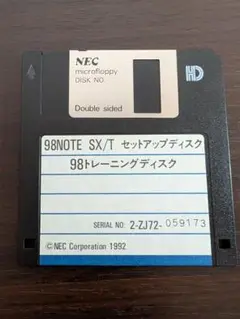 NEC
microfloppy
DISK NO.
HD
Double sided
98NOTE SX/T セットアップディスク
98トレーニングディスク
SERIAL NO: 2-ZJ72- 059173
©NEC Corporation 1992